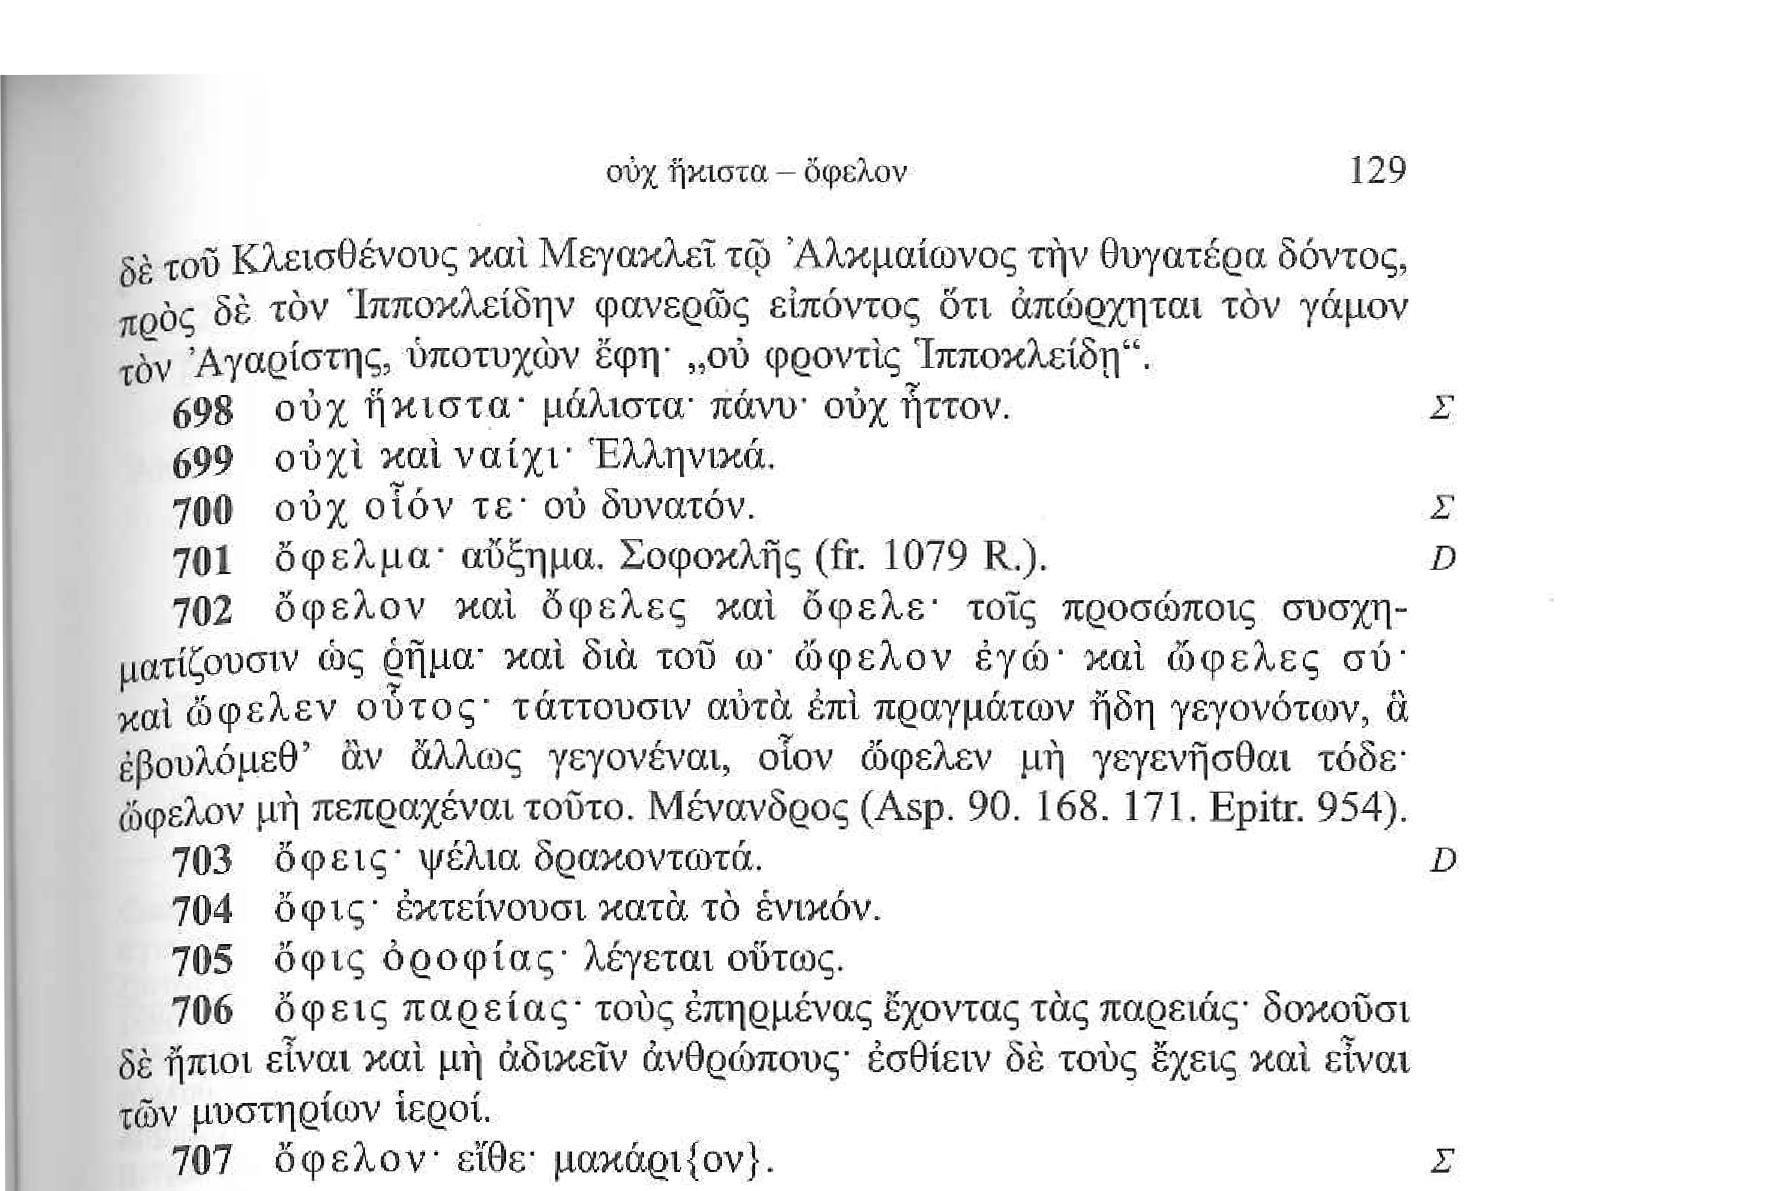 οὐχ ἥκιστα – ὄφελον 129
δὲ τοῦ Κλεισθένους καὶ Μεγακλεῖ τῷ Ἀλκμαίωνος τὴν θυγατέρα δόντος,
πρὸς δὲ τὸν Ἱπποκλείδην φανερῶς εἰπόντος ὅτι ἀπώρχηται τὸν γάμον
τὸν Ἀγαρίστης, ὑποτυχὼν ἔφη· „οὐ φροντὶς Ἱπποκλείδῃ“.
698 οὐχ ἥκιστα· μάλιστα· πάνυ· οὐχ ἧττον. Σ
699 οὐχὶ καὶ ναίχι· Ἑλληνικά.
700 οὐχ οἷόν τε· οὐ δυνατόν. Σ
701 ὄφελμα· αὔξημα. Σοφοκλῆς (fr. 1079 R.). D
702 ὄφελον καὶ ὄφελες καὶ ὄφελε· τοῖς προσώποις συσχη-
ματίζουσιν ὡς ῥῆμα· καὶ διὰ τοῦ ω· ὤφελον ἐγώ· καὶ ὤφελες σύ·
καὶ ὤφελεν οὗτος· τάττουσιν αὐτὰ ἐπὶ πραγμάτων ἤδη γεγονότων, ἃ
ἐβουλόμεθ’ ἂν ἄλλως γεγονέναι, οἷον ὤφελεν μὴ γεγενῆσθαι τόδε·
ὤφελον μὴ πεπραχέναι τοῦτο. Μένανδρος (Asp. 90. 168. 171. Epitr. 954).
703 ὄφεις· ψέλια δρακοντωτά. D
704 ὄφις· ἐκτείνουσι κατὰ τὸ ἑνικόν.
705 ὄφις ὀροφίας· λέγεται οὕτως.
706 ὄφεις παρείας· τοὺς ἐπηρμένας ἔχοντας τὰς παρειάς· δοκοῦσι
δὲ ἤπιοι εἶναι καὶ μὴ ἀδικεῖν ἀνθρώπους· ἐσθίειν δὲ τοὺς ἔχεις καὶ εἶναι
τῶν μυστηρίων ἱεροί.
707 ὄφελον· εἴθε· μακάρι{ον}. Σ